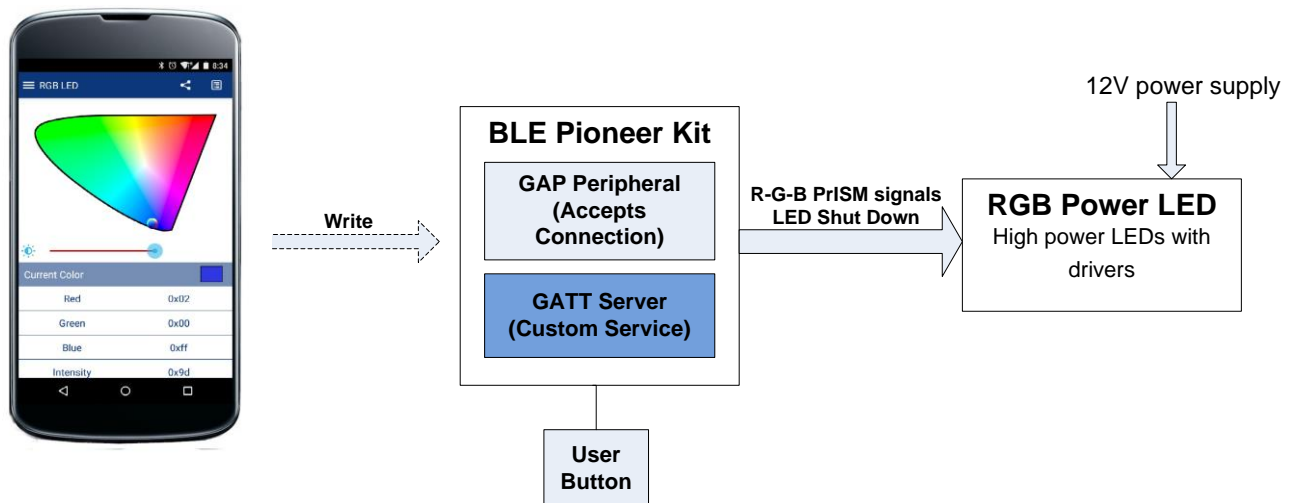 8:34
RGB LED
Current Color
Red 0x02
Green 0x00
Blue 0xff
Intensity 0x9d
Write
BLE Pioneer Kit
GAP Peripheral
(Accepts
Connection)
GATT Server
(Custom Service)
User
Button
R-G-B PrISM signals
LED Shut Down
12V power supply
RGB Power LED
High power LEDs with
drivers